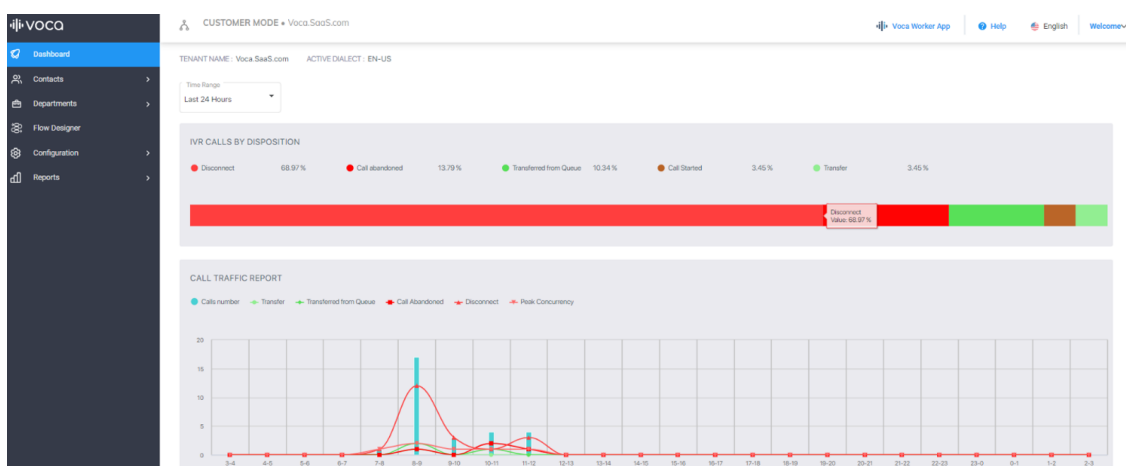 VOCA
CUSTOMER MODE • Voca.SaaS.com
Voca Worker App
Help
English
Welcome
Dashboard
Contacts
Departments
Flow Designer
Configuration
Reports
TENANT NAME : Voca.SaaS.com ACTIVE DIALECT : EN-US
Time Range
Last 24 Hours
IVR CALLS BY DISPOSITION
Disconnect 68.97% Call abandoned 13.79% Transferred from Queue 10.34% Call Started 3.45% Transfer 3.45%
Disconnect
Value: 68.97%
CALL TRAFFIC REPORT
Calls number Transfer Transferred from Queue Call Abandoned Disconnect Peak Concurrency
20
15
10
5
0
3-4 4-5 5-6 6-7 7-8 8-9 9-10 10-11 11-12 12-13 13-14 14-15 15-16 16-17 17-18 18-19 19-20 20-21 21-22 22-23 23-0 0-1 1-2 2-3